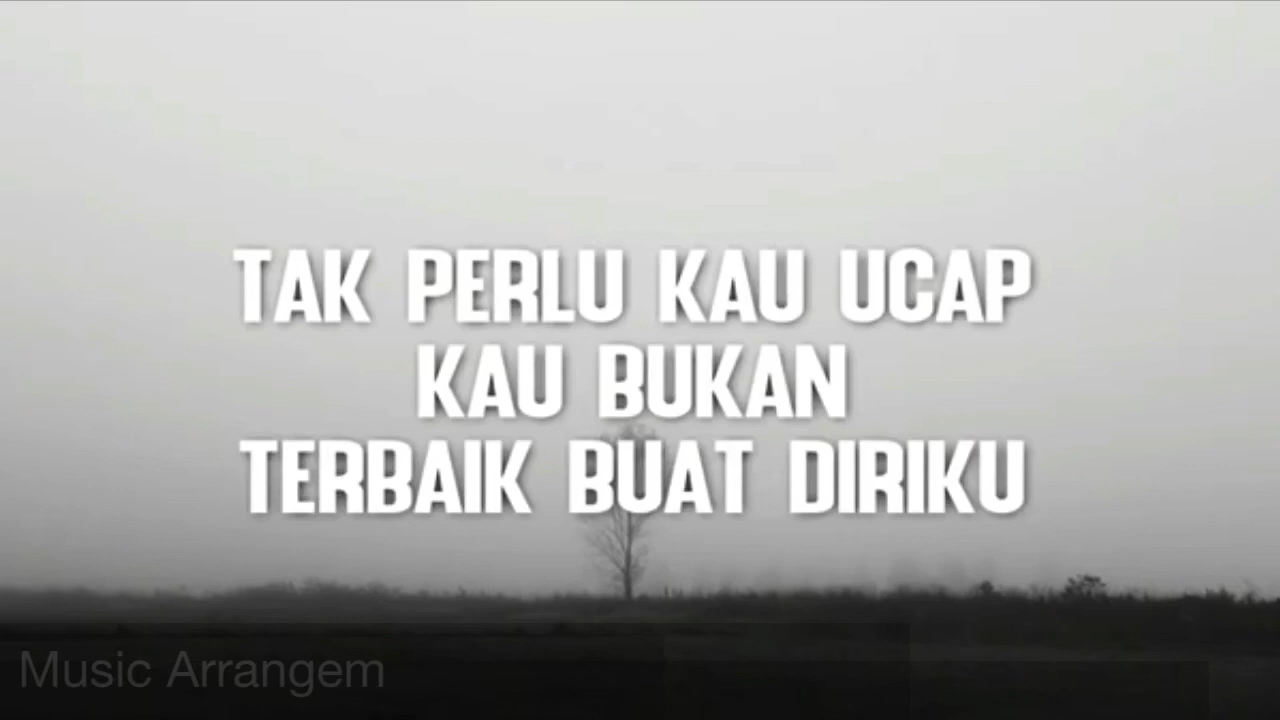 TAK PERLU KAU UCAP
KAU BUKAN
TERBAIK BUAT DIRIKU
Music Arrangem